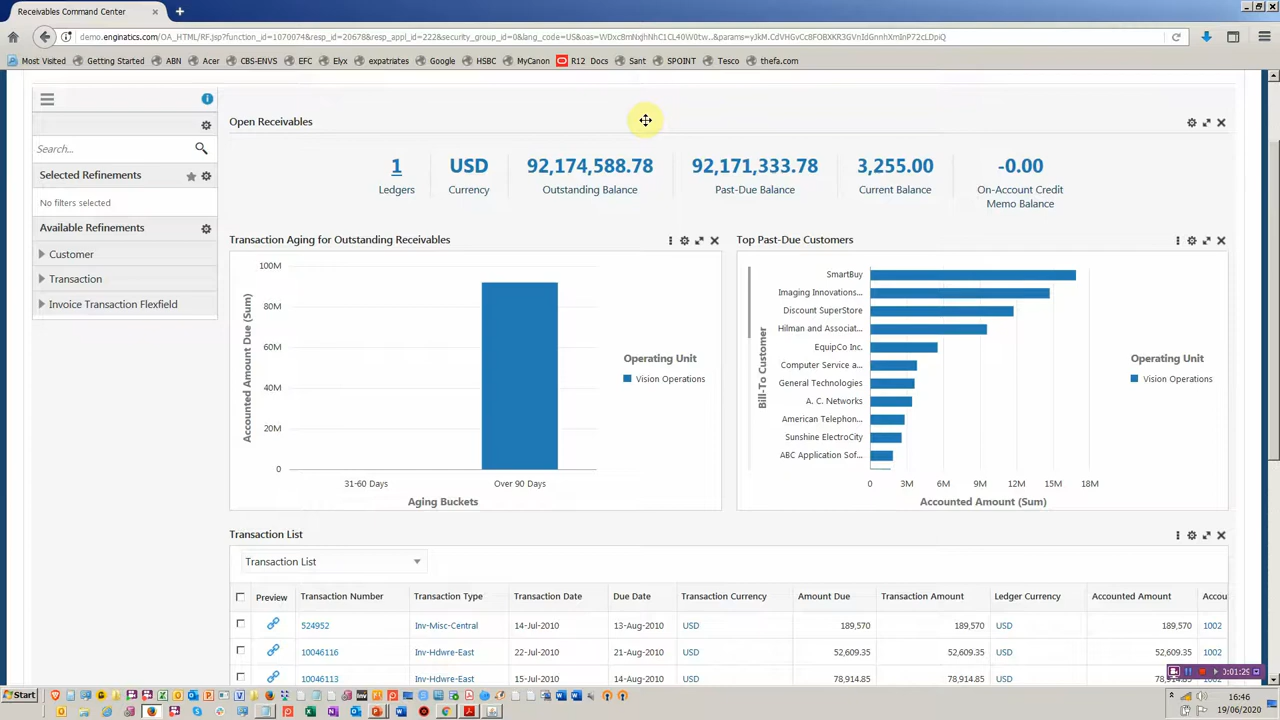 Receivables Command Center
demo.enginatics.com/OA_HTML/RF.jsp?function_id=1070074&resp_id=20678&resp_appl_id=222&security_group_id=0&lang_code=US&oas=
Most Visited Getting Started ABN Acer CBS-ENVS EFC Elyx expatriates Google HSBC MyCanon R12 Docs Sant SPOINT Tesco thefa.com
Open Receivables
Search...
Selected Refinements
No filters selected
Available Refinements
Customer
Transaction
Invoice Transaction Flexfield
1 USD 92,174,588.78 92,171,333.78 3,255.00 -0.00
Ledgers Currency Outstanding Balance Past-Due Balance Current Balance On-Account Credit
Memo Balance
Transaction Aging for Outstanding Receivables
100M
80M
60M
40M
20M
0
Accounted Amount Due (Sum)
31-60 Days Over 90 Days
Aging Buckets
Operating Unit
Vision Operations
Top Past-Due Customers
Bill-To Customer
SmartBuy
Imaging Innovations...
Discount SuperStore
Hilman and Associat...
EquipCo Inc.
Computer Service a...
General Technologies
A. C. Networks
American Telephon...
Sunshine ElectroCity
ABC Application Sof...
0 3M 6M 9M 12M 15M 18M
Accounted Amount (Sum)
Operating Unit
Vision Operations
Transaction List
Transaction List
Preview Transaction Number Transaction Type Transaction Date Due Date Transaction Currency Amount Due Transaction Amount Ledger Currency Accounted Amount Accou
524952 Inv-Misc-Central 14-Jul-2010 13-Aug-2010 USD 189,570 189,570 USD 189,570 1002
10046116 Inv-Hdwre-East 22-Jul-2010 21-Aug-2010 USD 52,609.35 52,609.35 USD 52,609.35 1002
10046113 Inv-Hdwre-East 15-Jul-2010 14-Aug-2010 USD 78,914.85 78,914.85 USD 78,914.85 1002
0:01:29
Start
16:46
19/06/2020